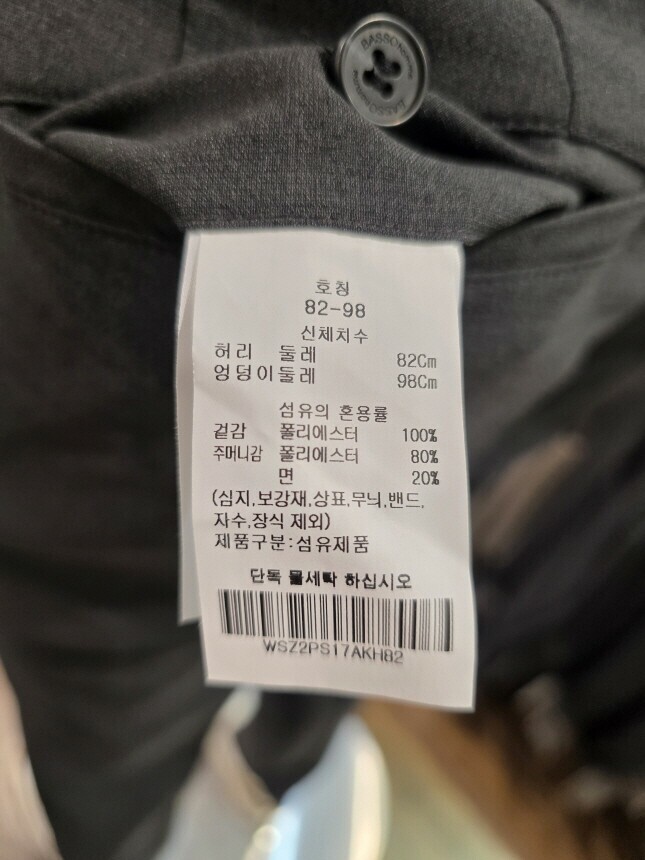 BASSO
호칭
82-98
신체치수
허리 둘레 82Cm
엉덩이둘레 98Cm
섬유의 혼용률
겉감 폴리에스터 100%
주머니감 폴리에스터 80%
면 20%
(심지,보강재,상표,무늬,밴드,
자수,장식 제외)
제품구분:섬유제품
단독 물세탁 하십시오
WSZ2PS17AKH82